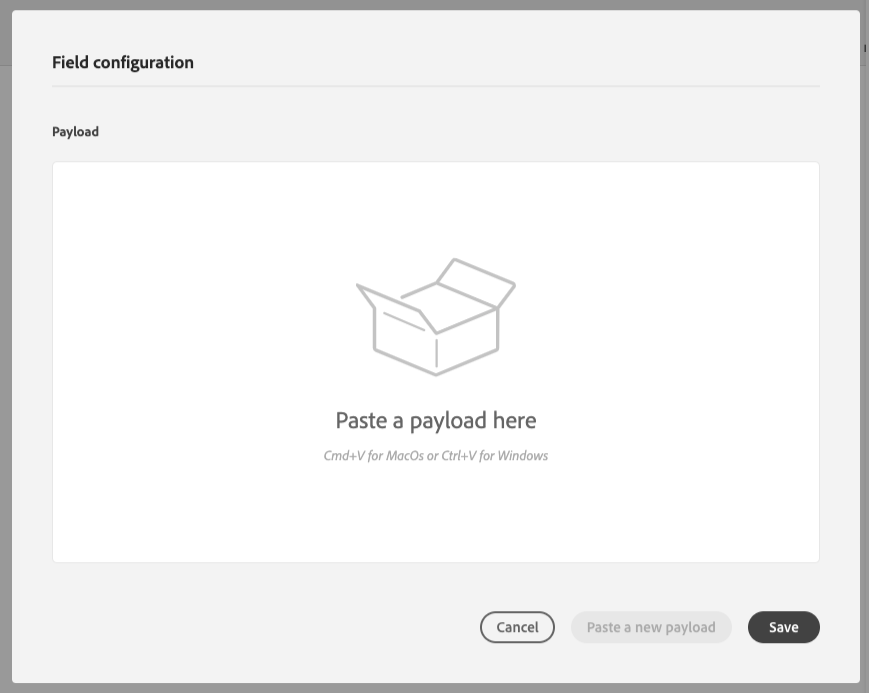 Field configuration
Payload
Paste a payload here
Cmd+V for MacOs or Ctrl+V for Windows
Cancel
Paste a new payload
Save